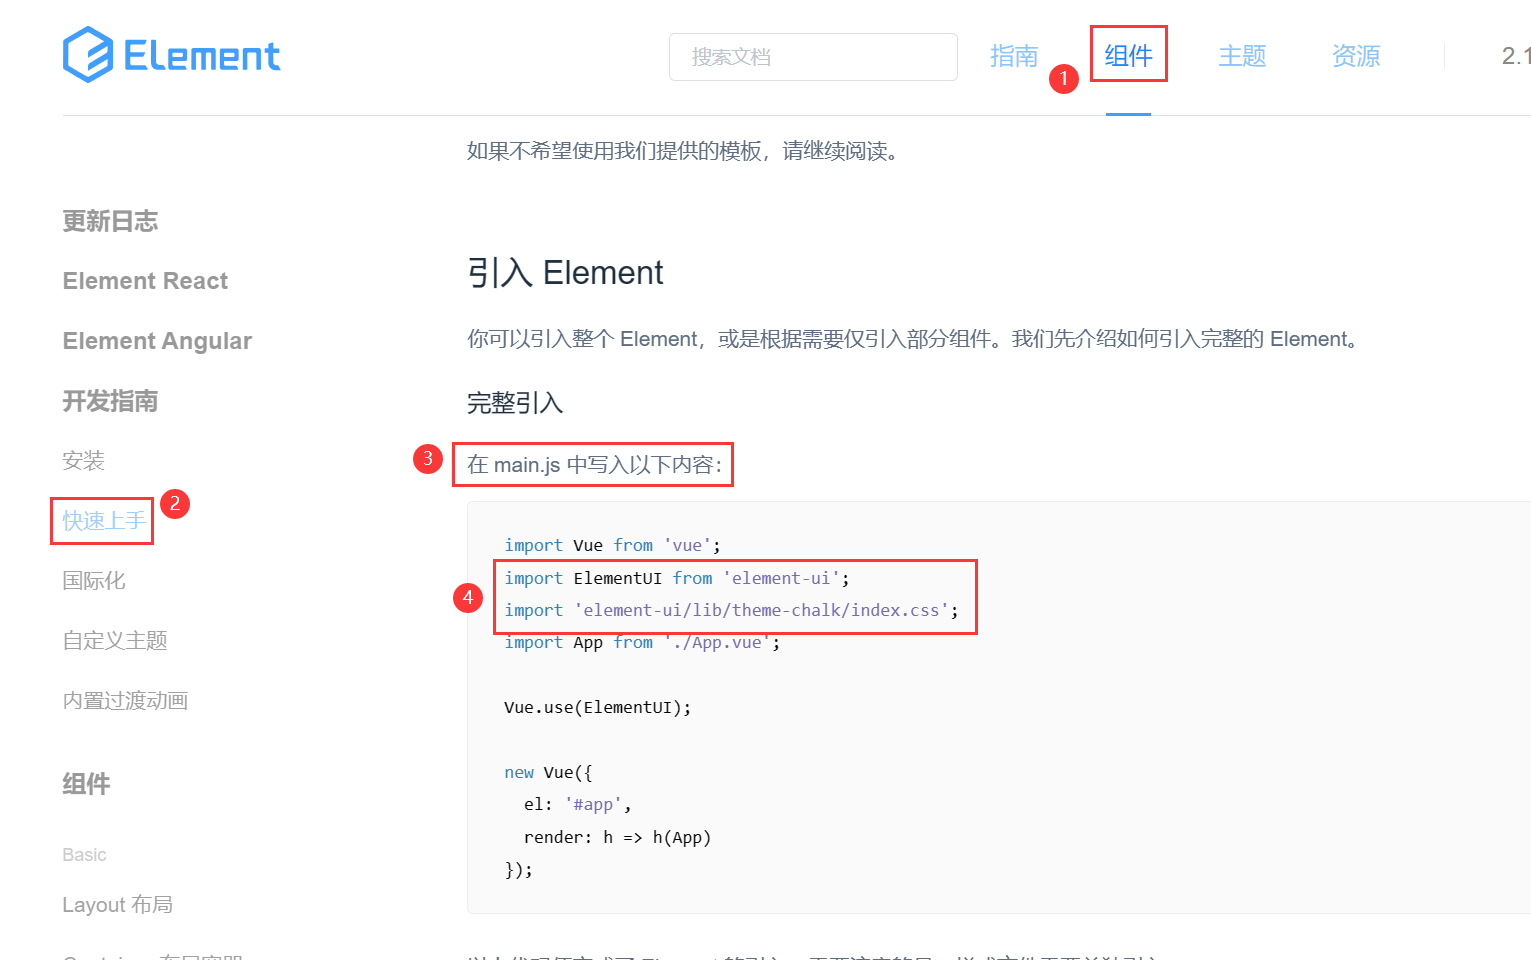 Element
搜索文档
指南
1
组件
主题
资源
2.1
如果不希望使用我们提供的模板，请继续阅读。
更新日志
Element React
Element Angular
开发指南
安装
快速上手
2
国际化
自定义主题
内置过渡动画
组件
Basic
Layout 布局
引入 Element
你可以引入整个 Element，或是根据需要仅引入部分组件。我们先介绍如何引入完整的 Element。
完整引入
3
在 main.js 中写入以下内容：
import Vue from 'vue';
4
import ElementUI from 'element-ui';
import 'element-ui/lib/theme-chalk/index.css';
import App from './App.vue';
Vue.use(ElementUI);
new Vue({
  el: '#app',
  render: h => h(App)
});